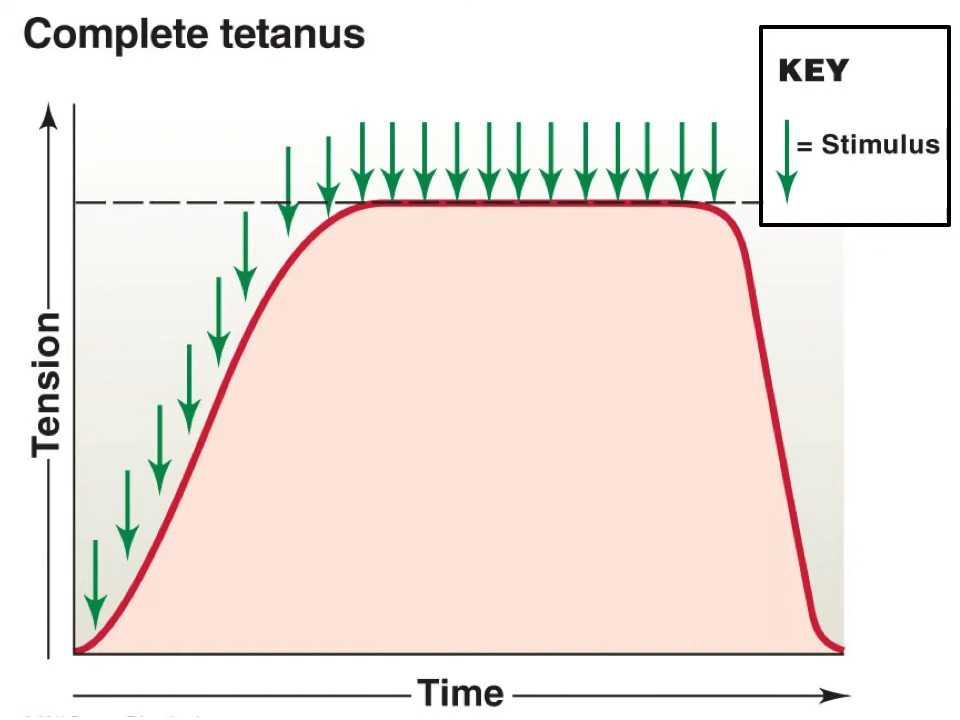 Complete tetanus
KEY
= Stimulus
Tension
Time